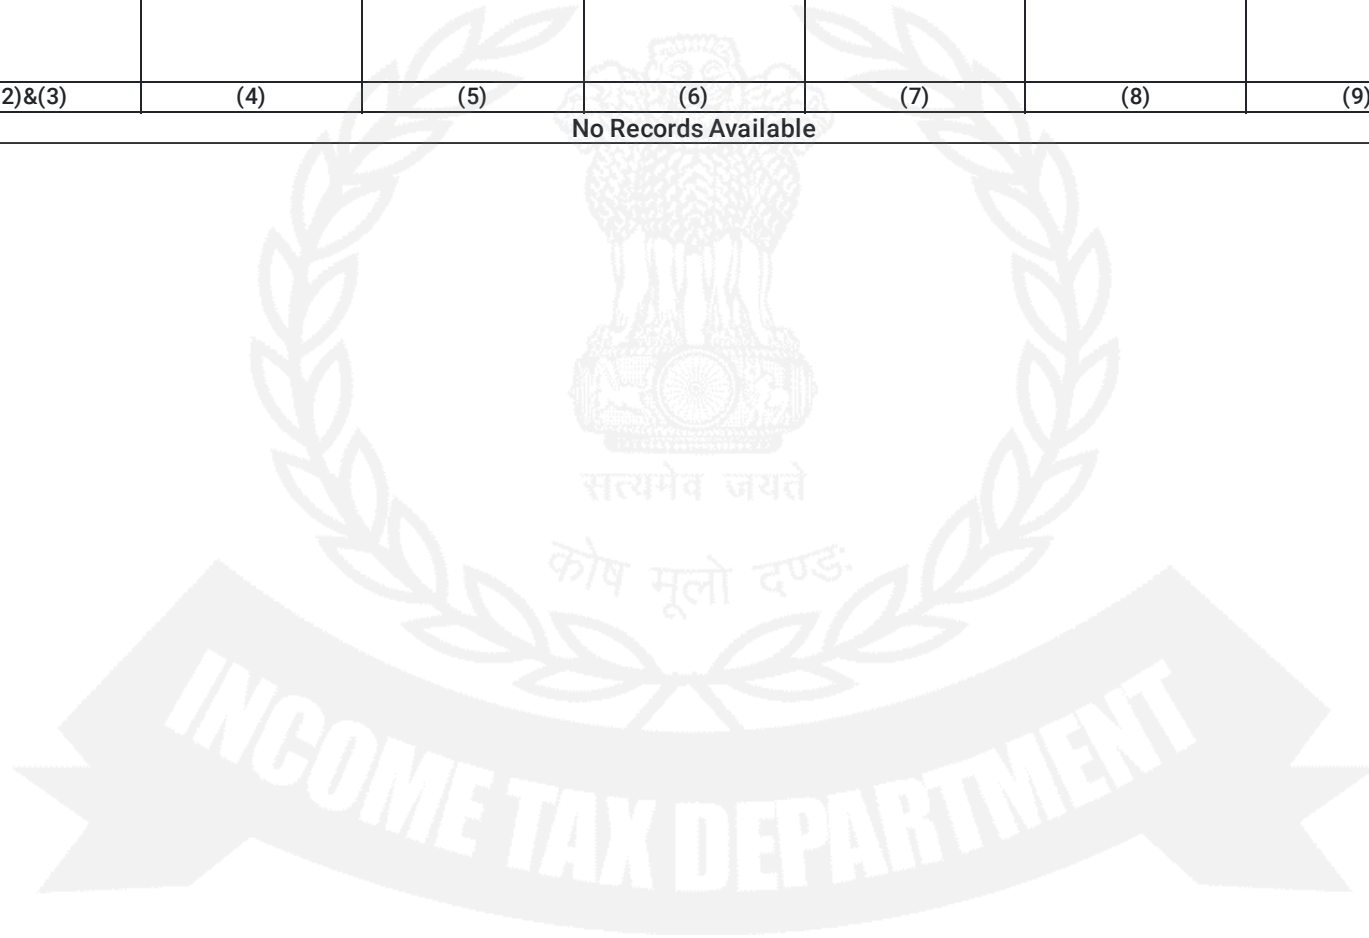 2)&(3) (4) (5) (6) (7) (8) (9)
No Records Available
सत्यमेव जयते
कोष मूलो दण्डः
INCOME TAX DEPARTMENT